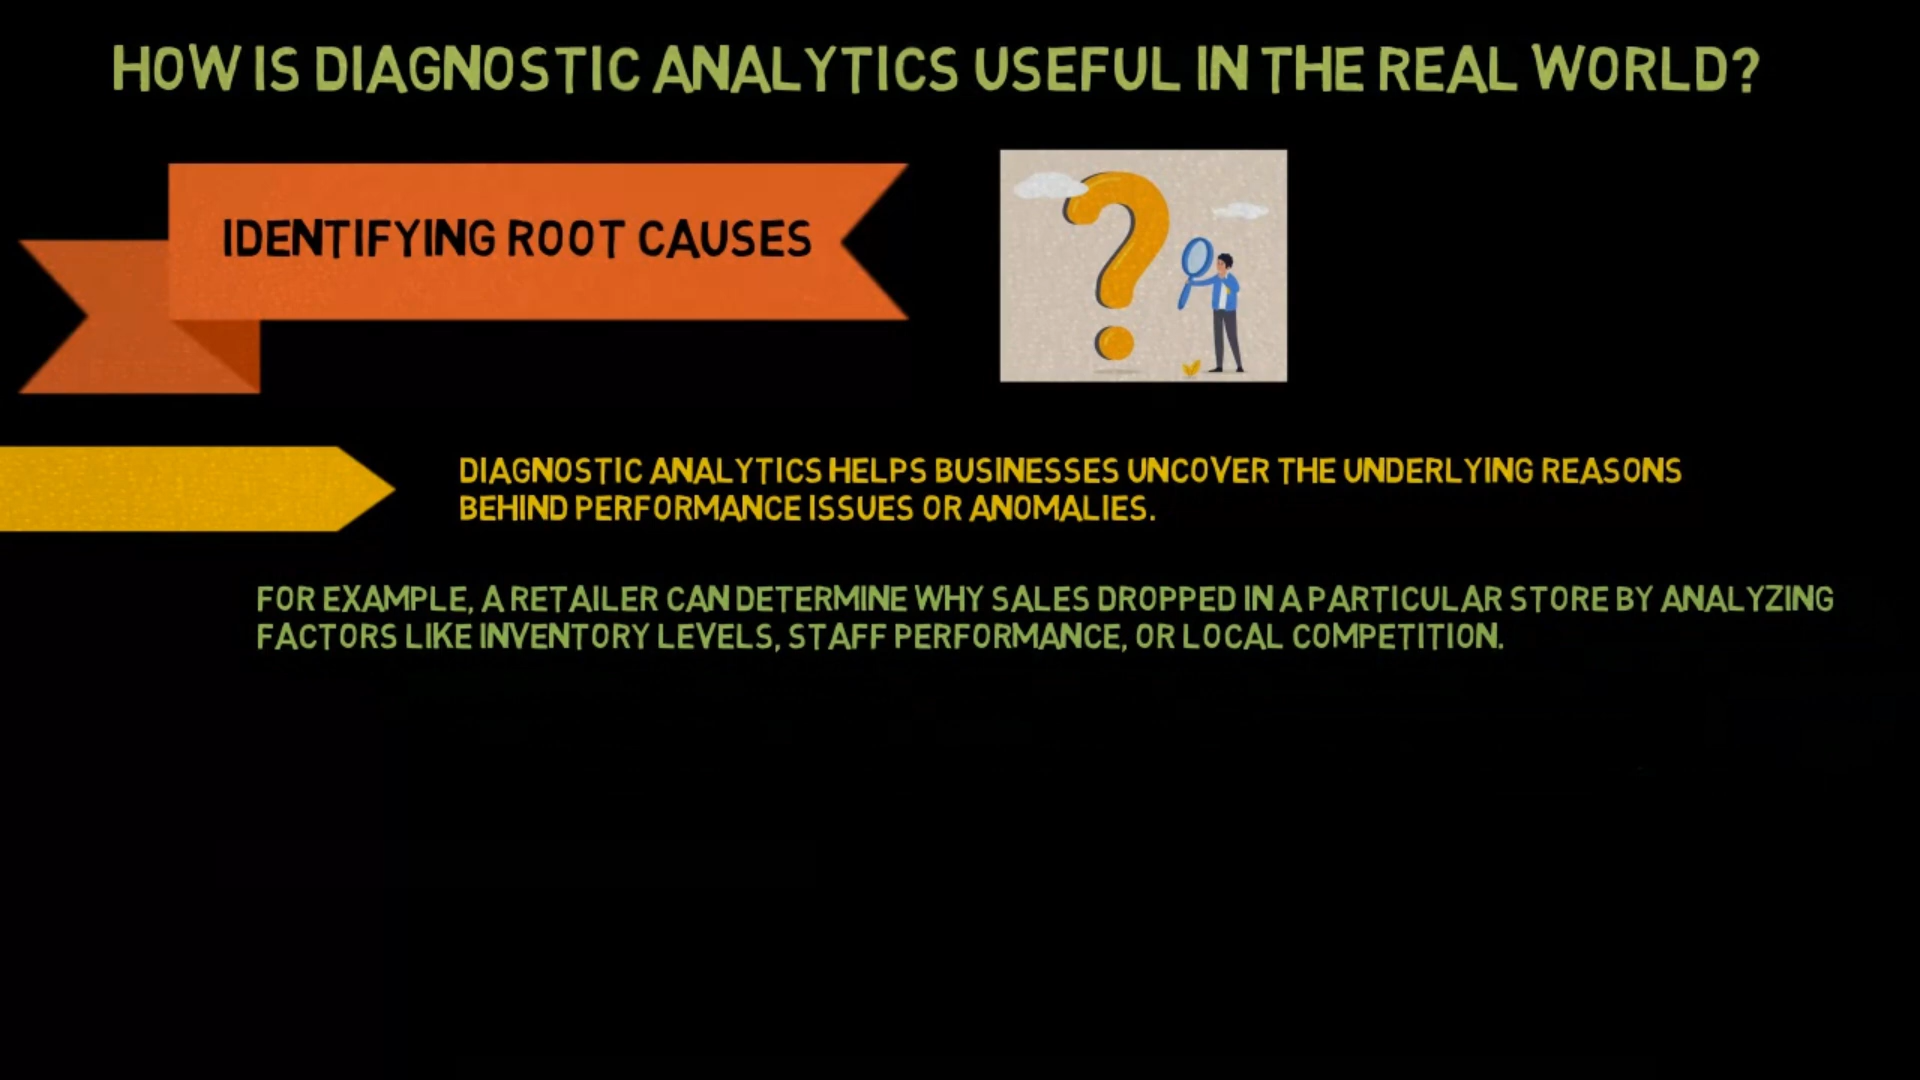 HOW IS DIAGNOSTIC ANALYTICS USEFUL IN THE REAL WORLD?
IDENTIFYING ROOT CAUSES
DIAGNOSTIC ANALYTICS HELPS BUSINESSES UNCOVER THE UNDERLYING REASONS
BEHIND PERFORMANCE ISSUES OR ANOMALIES.
FOR EXAMPLE, A RETAILER CAN DETERMINE WHY SALES DROPPED IN A PARTICULAR STORE BY ANALYZING
FACTORS LIKE INVENTORY LEVELS, STAFF PERFORMANCE, OR LOCAL COMPETITION.